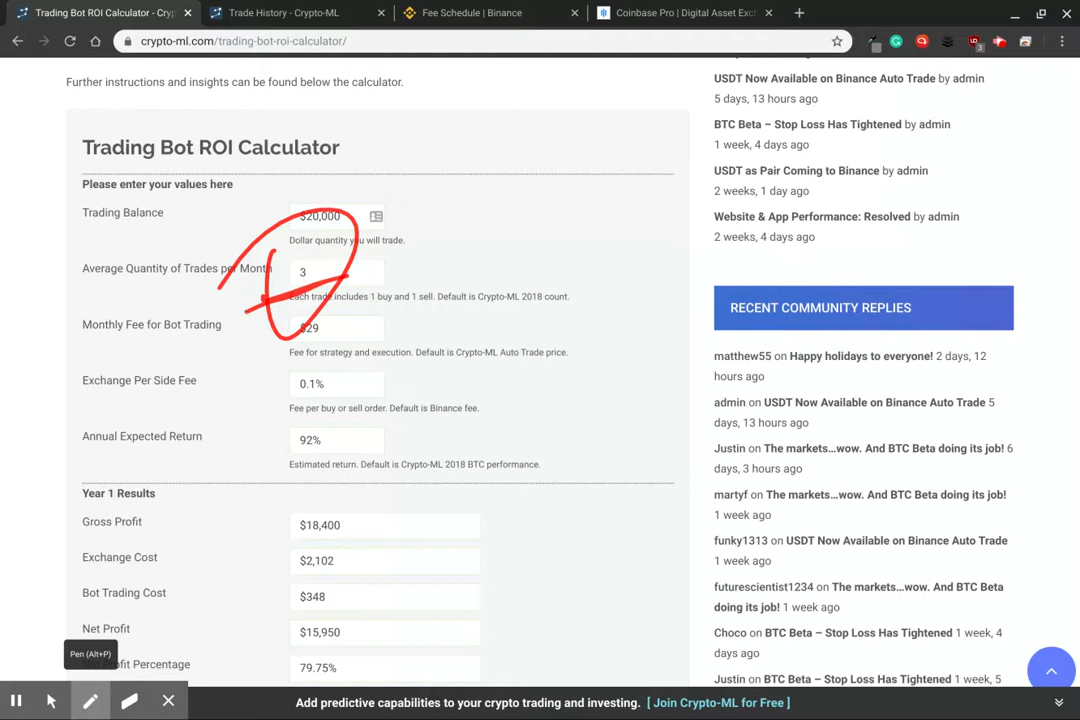 Trading Bot ROI Calculator - Cryp
Trade History - Crypto-ML
Fee Schedule | Binance
Coinbase Pro | Digital Asset Exc
crypto-ml.com/trading-bot-roi-calculator/
Further instructions and insights can be found below the calculator.
Trading Bot ROI Calculator
Please enter your values here
Trading Balance
$20,000
Dollar quantity you will trade.
Average Quantity of Trades per Month
3
Each trade includes 1 buy and 1 sell. Default is Crypto-ML 2018 count.
Monthly Fee for Bot Trading
$29
Fee for strategy and execution. Default is Crypto-ML Auto Trade price.
Exchange Per Side Fee
0.1%
Fee per buy or sell order. Default is Binance fee.
Annual Expected Return
92%
Estimated return. Default is Crypto-ML 2018 BTC performance.
Year 1 Results
Gross Profit
$18,400
Exchange Cost
$2,102
Bot Trading Cost
$348
Net Profit
$15,950
Pen (Alt+P)
Profit Percentage
79.75%
USDT Now Available on Binance Auto Trade by admin
5 days, 13 hours ago
BTC Beta – Stop Loss Has Tightened by admin
1 week, 4 days ago
USDT as Pair Coming to Binance by admin
2 weeks, 1 day ago
Website & App Performance: Resolved by admin
2 weeks, 4 days ago
RECENT COMMUNITY REPLIES
matthew55 on Happy holidays to everyone! 2 days, 12
hours ago
admin on USDT Now Available on Binance Auto Trade 5
days, 13 hours ago
Justin on The markets…wow. And BTC Beta doing its job! 6
days, 3 hours ago
martyf on The markets…wow. And BTC Beta doing its job!
1 week ago
funky1313 on USDT Now Available on Binance Auto Trade
1 week ago
futurescientist1234 on The markets…wow. And BTC Beta
doing its job! 1 week ago
Choco on BTC Beta – Stop Loss Has Tightened 1 week, 4
days ago
Justin on BTC Beta – Stop Loss Has Tightened 1 week, 5
Add predictive capabilities to your crypto trading and investing. [ Join Crypto-ML for Free ]